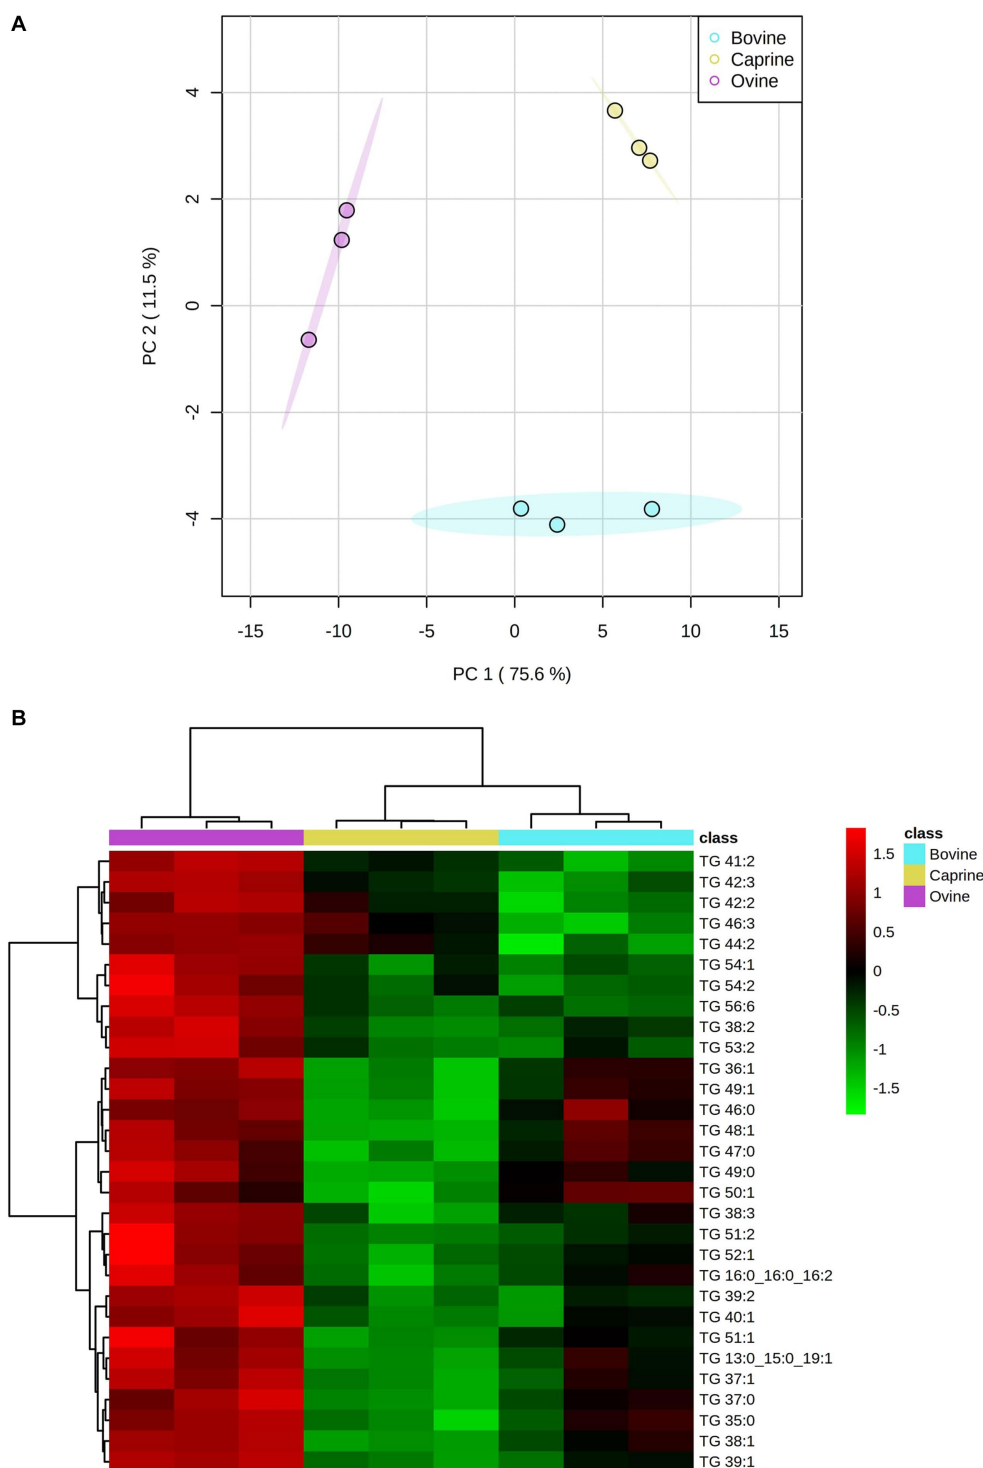 A
Bovine
Caprine
Ovine
4
2
0
-2
-4
PC 2 ( 11.5 %)
-15 -10 -5 0 5 10 15
PC 1 ( 75.6 %)
B
class
TG 41:2
TG 42:3
TG 42:2
TG 46:3
TG 44:2
TG 54:1
TG 54:2
TG 56:6
TG 38:2
TG 53:2
TG 36:1
TG 49:1
TG 46:0
TG 48:1
TG 47:0
TG 49:0
TG 50:1
TG 38:3
TG 51:2
TG 52:1
TG 16:0_16:0_16:2
TG 39:2
TG 40:1
TG 51:1
TG 13:0_15:0_19:1
TG 37:1
TG 37:0
TG 35:0
TG 38:1
TG 39:1
1.5
1
0.5
0
-0.5
-1
-1.5
class
Bovine
Caprine
Ovine